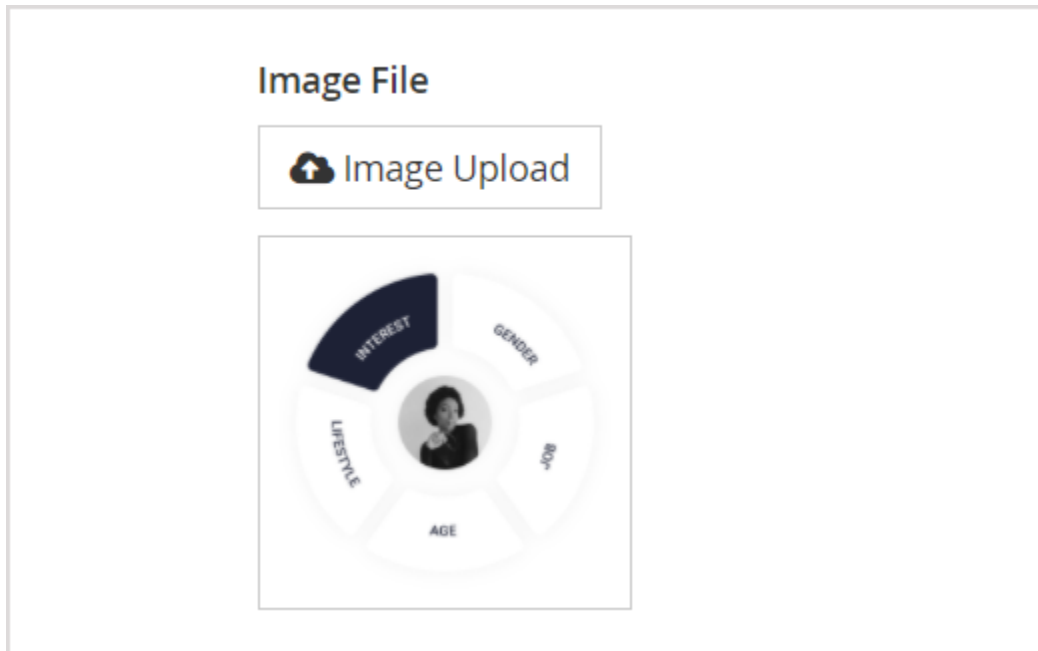 Image File
Image Upload
INTEREST
GENDER
LIFESTYLE
JOB
AGE